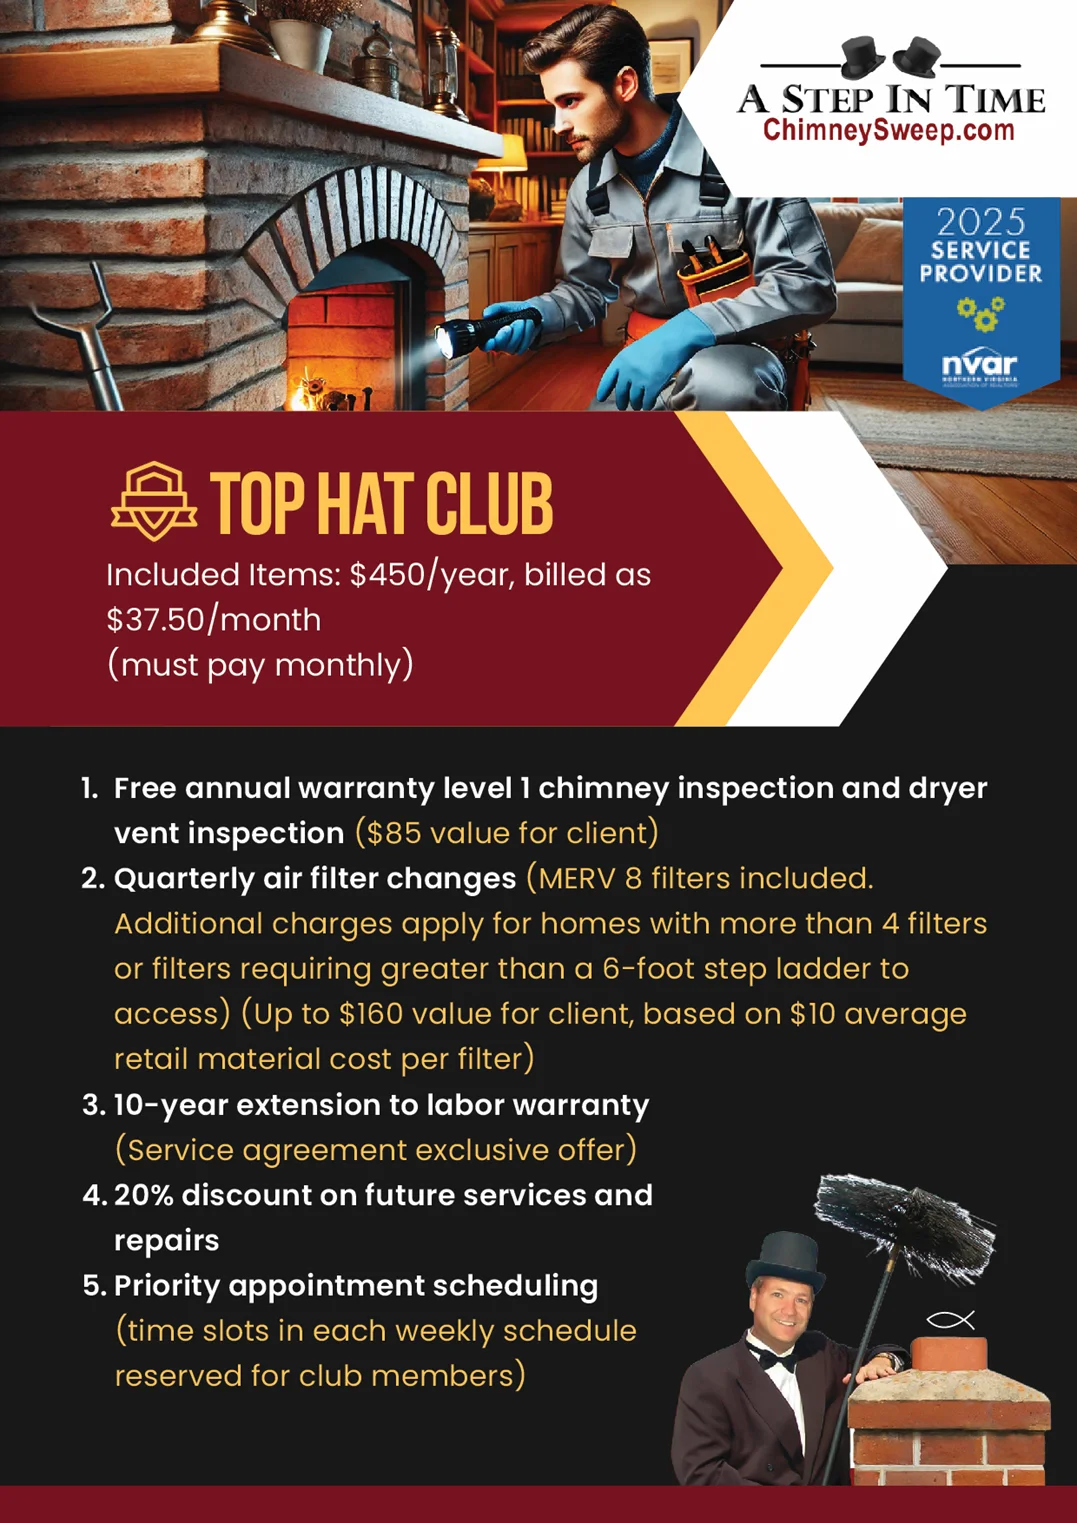 A STEP IN TIME
ChimneySweep.com
2025
SERVICE
PROVIDER
nvar
NORTHERN VIRGINIA
ASSOCIATION OF REALTORS
TOP HAT CLUB
Included Items: $450/year, billed as
$37.50/month
(must pay monthly)
1. Free annual warranty level 1 chimney inspection and dryer
vent inspection ($85 value for client)
2. Quarterly air filter changes (MERV 8 filters included.
Additional charges apply for homes with more than 4 filters
or filters requiring greater than a 6-foot step ladder to
access) (Up to $160 value for client, based on $10 average
retail material cost per filter)
3. 10-year extension to labor warranty
(Service agreement exclusive offer)
4. 20% discount on future services and
repairs
5. Priority appointment scheduling
(time slots in each weekly schedule
reserved for club members)